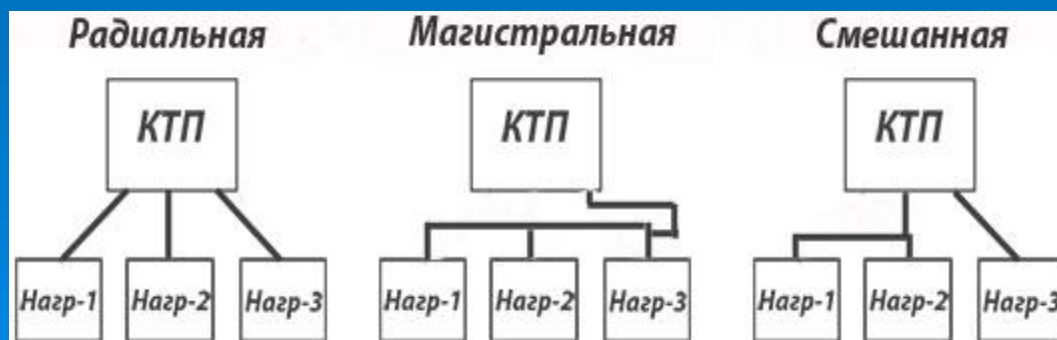 Радиальная Магистральная Смешанная
КТП КТП КТП
Нагр-1 Нагр-2 Нагр-3 Нагр-1 Нагр-2 Нагр-3 Нагр-1 Нагр-2 Нагр-3